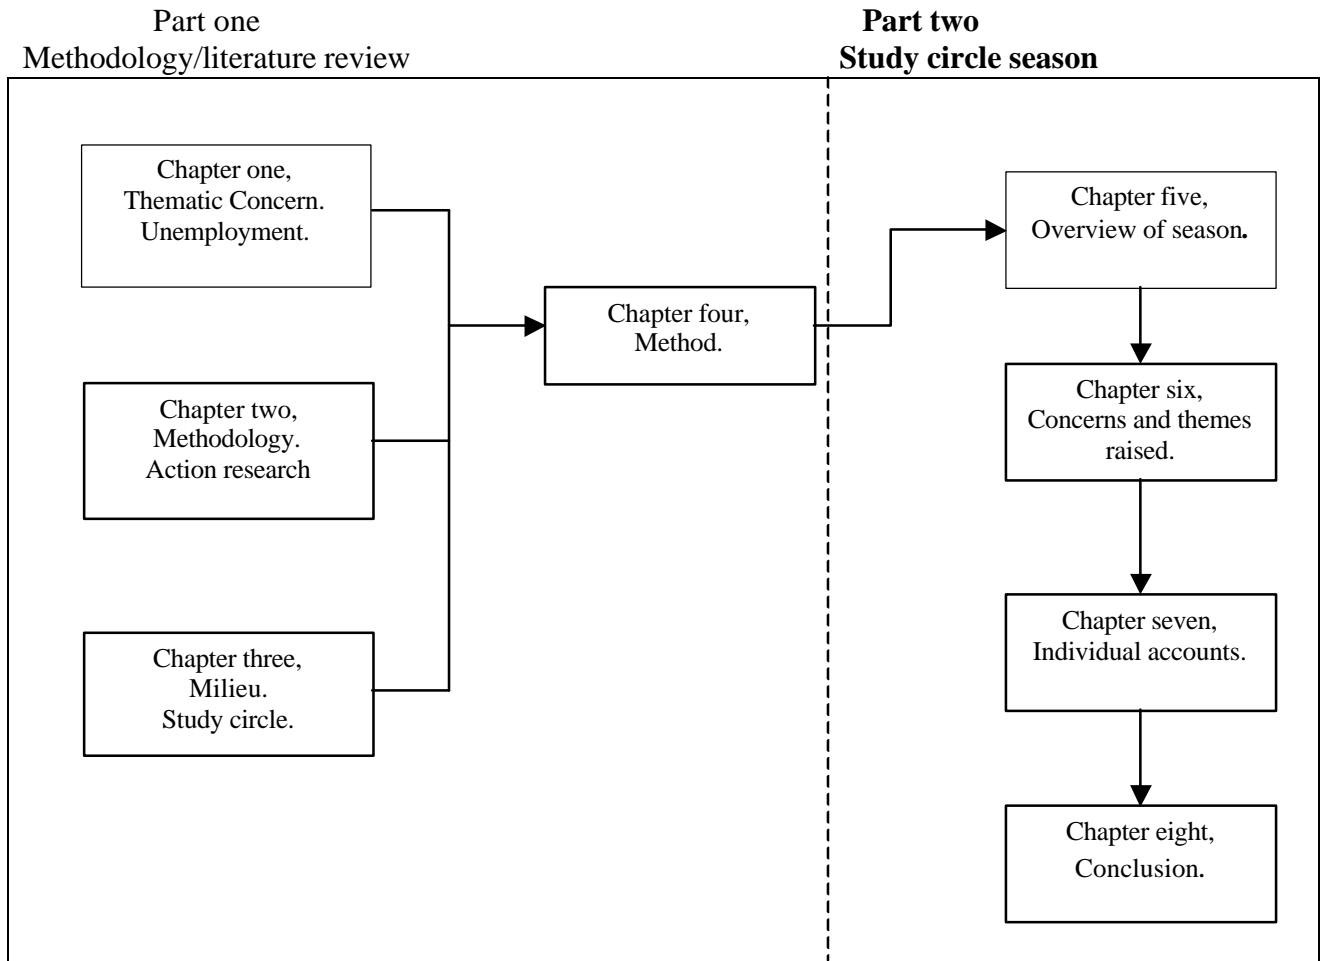 Part one
Methodology/literature review
Part two
Study circle season
Chapter one,
Thematic Concern.
Unemployment.
Chapter two,
Methodology.
Action research
Chapter three,
Milieu.
Study circle.
Chapter four,
Method.
Chapter five,
Overview of season.
Chapter six,
Concerns and themes
raised.
Chapter seven,
Individual accounts.
Chapter eight,
Conclusion.